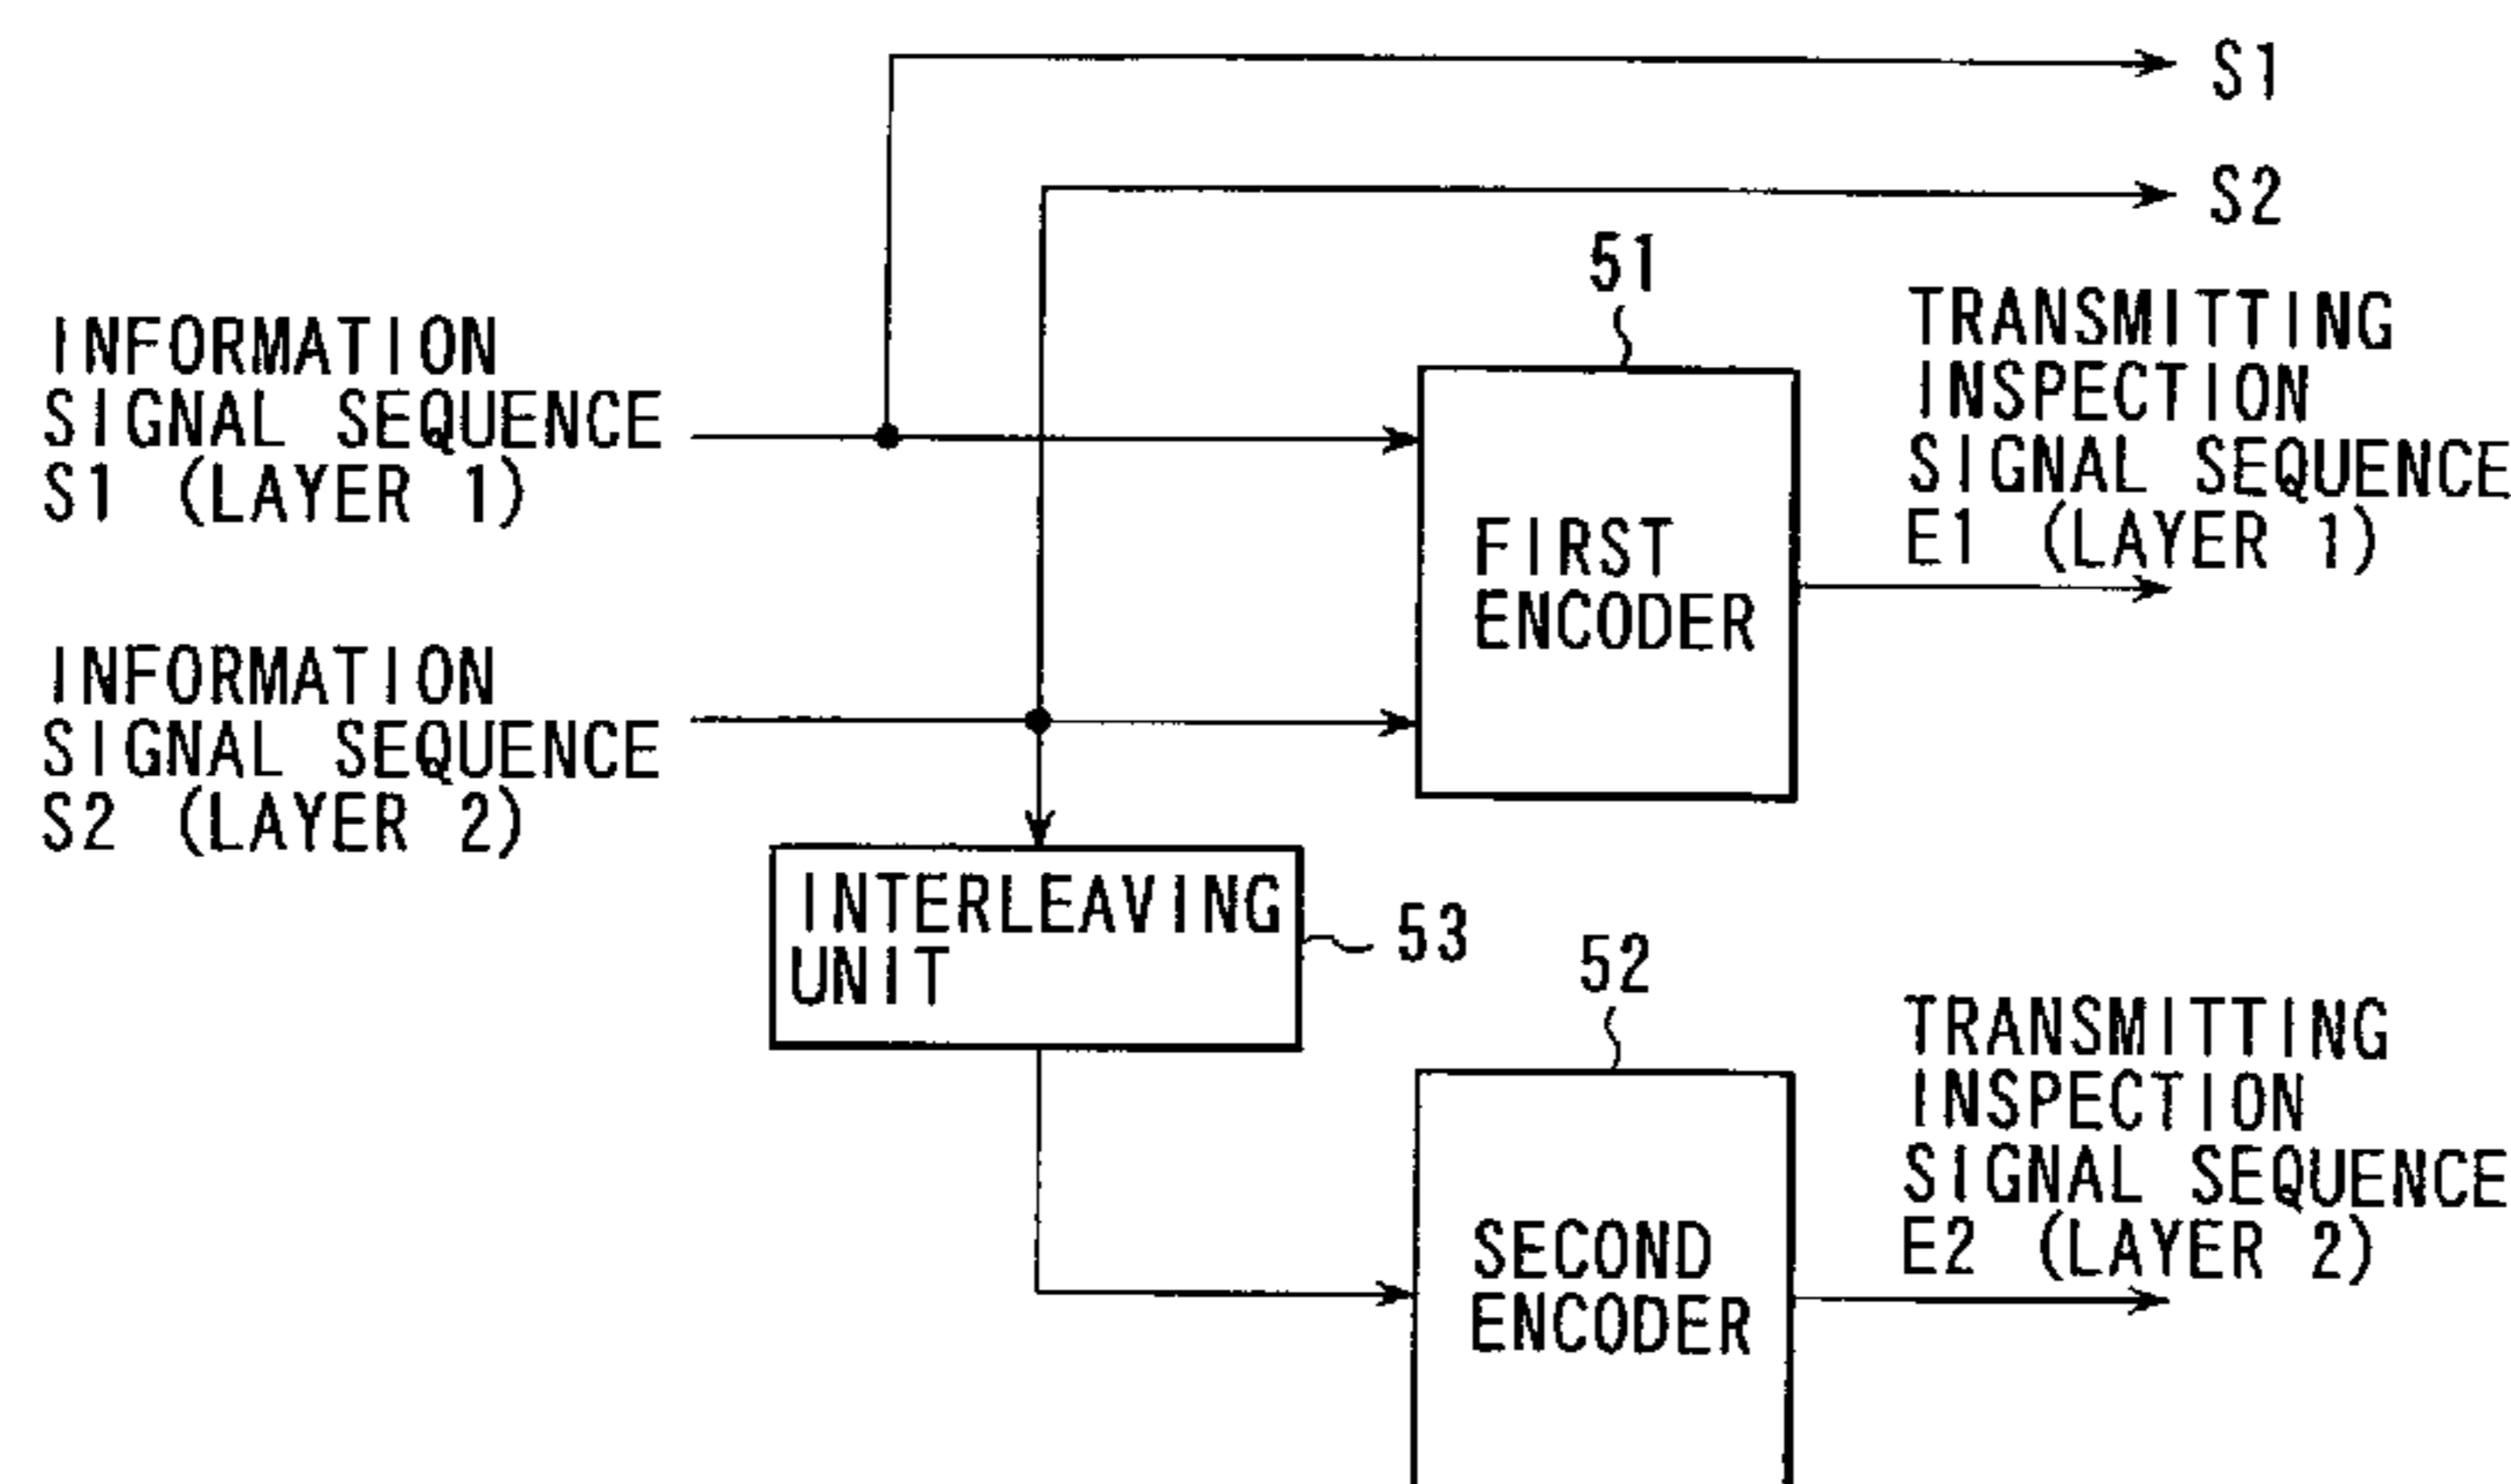 S1
S2
51
INFORMATION
SIGNAL SEQUENCE
S1 (LAYER 1)
TRANSMITTING
INSPECTION
SIGNAL SEQUENCE
E1 (LAYER 1)
FIRST
ENCODER
INFORMATION
SIGNAL SEQUENCE
S2 (LAYER 2)
INTERLEAVING
UNIT
53
52
TRANSMITTING
INSPECTION
SIGNAL SEQUENCE
E2 (LAYER 2)
SECOND
ENCODER